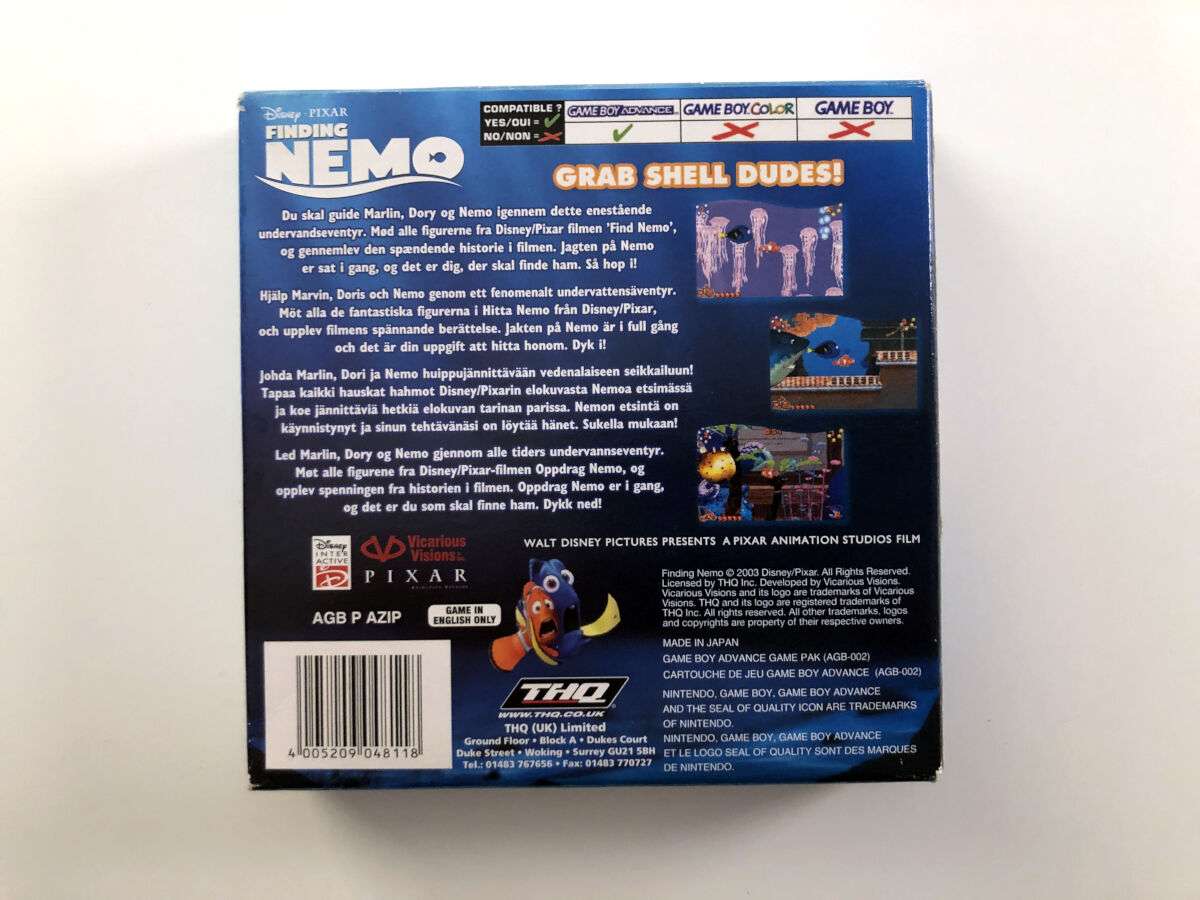 Disney · PIXAR
FINDING
NEMO
COMPATIBLE ?
YES/OUI =
NO/NON =
GAME BOY ADVANCE
GAME BOY COLOR
GAME BOY
GRAB SHELL DUDES!
Du skal guide Marlin, Dory og Nemo igennem dette enestående
undervandseventyr. Mød alle figurerne fra Disney/Pixar filmen 'Find Nemo',
og gennemlev den spændende historie i filmen. Jagten på Nemo
er sat i gang, og det er dig, der skal finde ham. Så hop i!
Hjälp Marvin, Doris och Nemo genom ett fenomenalt undervattensäventyr.
Möt alla de fantastiska figurerna i Hitta Nemo från Disney/Pixar,
och upplev filmens spännande berättelse. Jakten på Nemo är i full gång
och det är din uppgift att hitta honom. Dyk i!
Johda Marlin, Dori ja Nemo huippujännittävään vedenalaiseen seikkailuun!
Tapaa kaikki hauskat hahmot Disney/Pixarin elokuvasta Nemoa etsimässä
ja koe jännittäviä hetkiä elokuvan tarinan parissa. Nemon etsintä on
käynnistynyt ja sinun tehtävänäsi on löytää hänet. Sukella mukaan!
Led Marlin, Dory og Nemo gjennom alle tiders undervannseventyr.
Møt alle figurene fra Disney/Pixar-filmen Oppdrag Nemo, og
opplev spenningen fra historien i filmen. Oppdrag Nemo er i gang,
og det er du som skal finne ham. Dykk ned!
Disney
INTER
ACTIVE
Vicarious
Visions
PIXAR
AGB P AZIP
GAME IN
ENGLISH ONLY
WALT DISNEY PICTURES PRESENTS A PIXAR ANIMATION STUDIOS FILM
Finding Nemo © 2003 Disney/Pixar. All Rights Reserved.
Licensed by THQ Inc. Developed by Vicarious Visions.
Vicarious Visions and its logo are trademarks of Vicarious
Visions. THQ and its logo are registered trademarks of
THQ Inc. All rights reserved. All other trademarks, logos
and copyrights are property of their respective owners.
MADE IN JAPAN
GAME BOY ADVANCE GAME PAK (AGB-002)
CARTOUCHE DE JEU GAME BOY ADVANCE (AGB-002)
NINTENDO, GAME BOY, GAME BOY ADVANCE
AND THE SEAL OF QUALITY ICON ARE TRADEMARKS
OF NINTENDO.
NINTENDO, GAME BOY, GAME BOY ADVANCE
ET LE LOGO SEAL OF QUALITY SONT DES MARQUES
DE NINTENDO.
THQ
WWW.THQ.CO.UK
THQ (UK) Limited
Ground Floor • Block A • Dukes Court
Duke Street • Woking • Surrey GU21 5BH
Tel.: 01483 767656 • Fax: 01483 770727
4 005209 048118